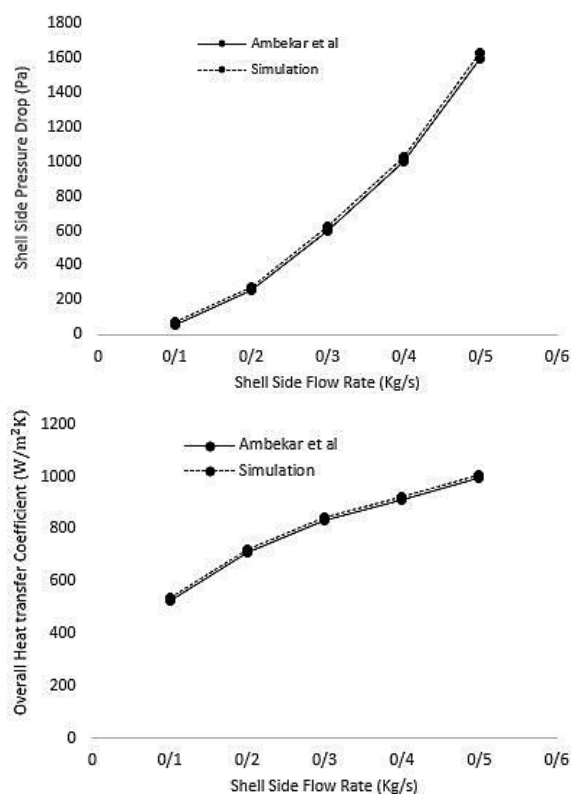 Shell Side Pressure Drop (Pa)
1800
1600
1400
1200
1000
800
600
400
200
0
Ambekar et al
Simulation
0 0/1 0/2 0/3 0/4 0/5 0/6
Shell Side Flow Rate (Kg/s)
Overall Heat transfer Coefficient (W/m²K)
1200
1000
800
600
400
200
0
Ambekar et al
Simulation
0 0/1 0/2 0/3 0/4 0/5 0/6
Shell Side Flow Rate (Kg/s)